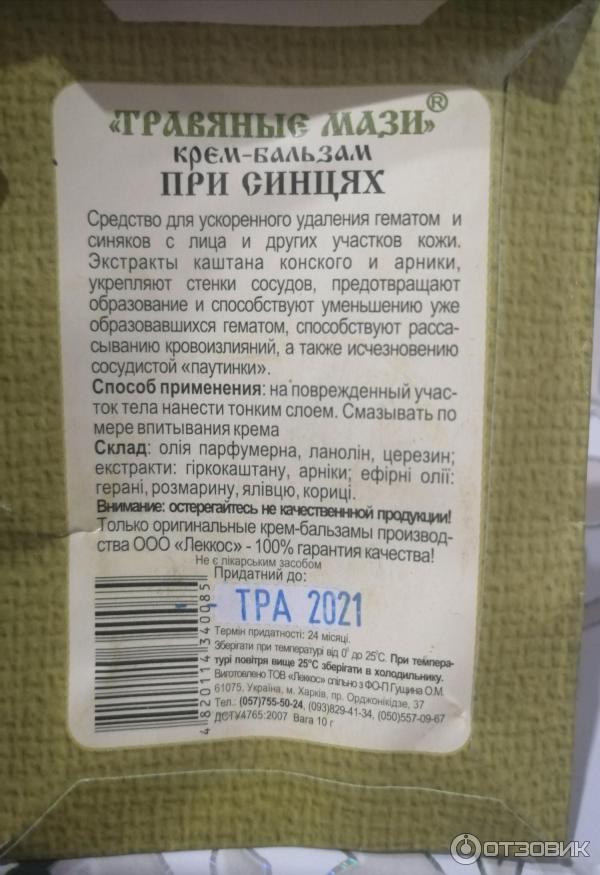 «ТРАВЯНЫЕ МАЗИ»®
КРЕМ-БАЛЬЗАМ
ПРИ СИНЦЯХ
Средство для ускоренного удаления гематом и
синяков с лица и других участков кожи.
Экстракты каштана конского и арники,
укрепляют стенки сосудов, предотвращают
образование и способствуют уменьшению уже
образовавшихся гематом, способствуют расса-
сыванию кровоизлияний, а также исчезновению
сосудистой «паутинки».
Способ применения: на поврежденный учас-
ток тела нанести тонким слоем. Смазывать по
мере впитывания крема
Склад: олія парфумерна, ланолін, церезин;
екстракти: гіркокаштану, арніки; ефірні олії:
герані, розмарину, ялівцю, кориці.
Внимание: остерегайтесь не качественнной продукции!
Только оригинальные крем-бальзамы производ-
ства ООО «Леккос» - 100% гарантия качества!
Не є лікарським засобом
Придатний до:
-- ТРА 2021
Термін придатності: 24 місяці.
Зберігати при температурі від 0° до 25°С. При темпера-
турі повітря вище 25°С зберігати в холодильнику.
Виготовлено ТОВ «Леккос» спільно з ФО-П Гущина О.М.
61075, Україна, м. Харків, пр. Орджонікідзе, 37
Тел.: (057)755-50-24, (093)829-41-34, (050)557-09-67
ДСТУ4765:2007 Вага 10 г
4 820114 340085
ОТЗОВИК